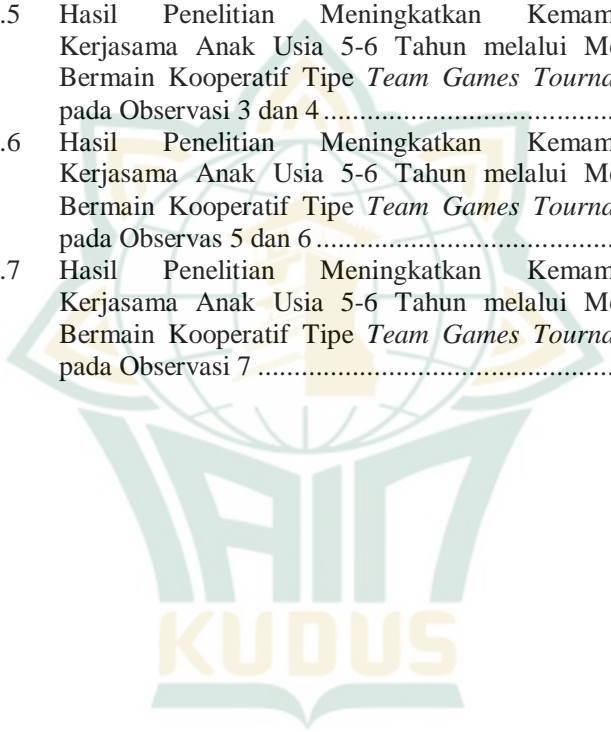 .5 Hasil Penelitian Meningkatkan Kemam
Kerjasama Anak Usia 5-6 Tahun melalui M
Bermain Kooperatif Tipe Team Games Tourna
pada Observasi 3 dan 4 ....................................................
.6 Hasil Penelitian Meningkatkan Kemam
Kerjasama Anak Usia 5-6 Tahun melalui M
Bermain Kooperatif Tipe Team Games Tourna
pada Observas 5 dan 6 .....................................................
.7 Hasil Penelitian Meningkatkan Kemam
Kerjasama Anak Usia 5-6 Tahun melalui M
Bermain Kooperatif Tipe Team Games Tourna
pada Observasi 7 ..............................................................
IAIN
KUDUS